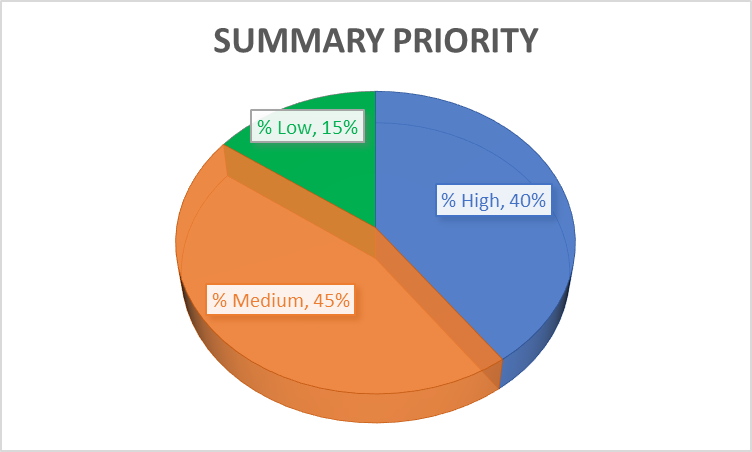 SUMMARY PRIORITY
% Low, 15%
% High, 40%
% Medium, 45%